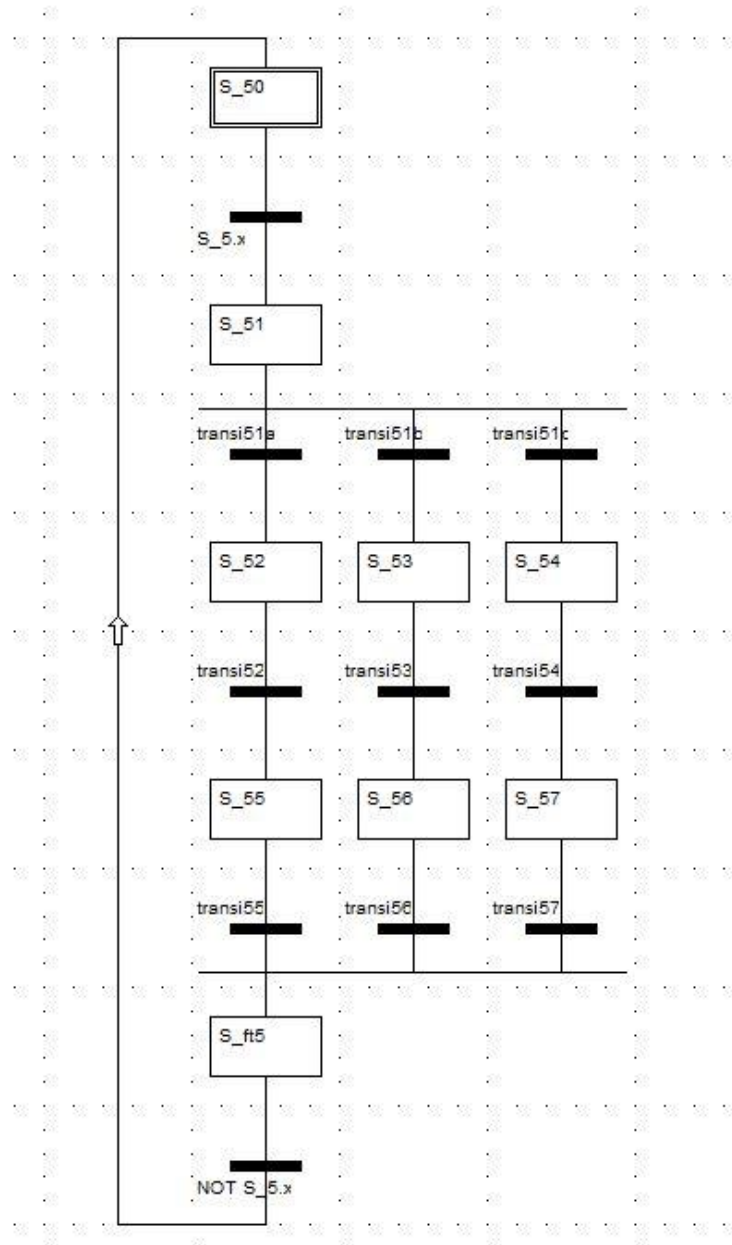 S_50
S_5.x
S_51
transi51a transi51b transi51c
S_52 S_53 S_54
transi52 transi53 transi54
S_55 S_56 S_57
transi55 transi56 transi57
S_ft5
NOT S_5.x